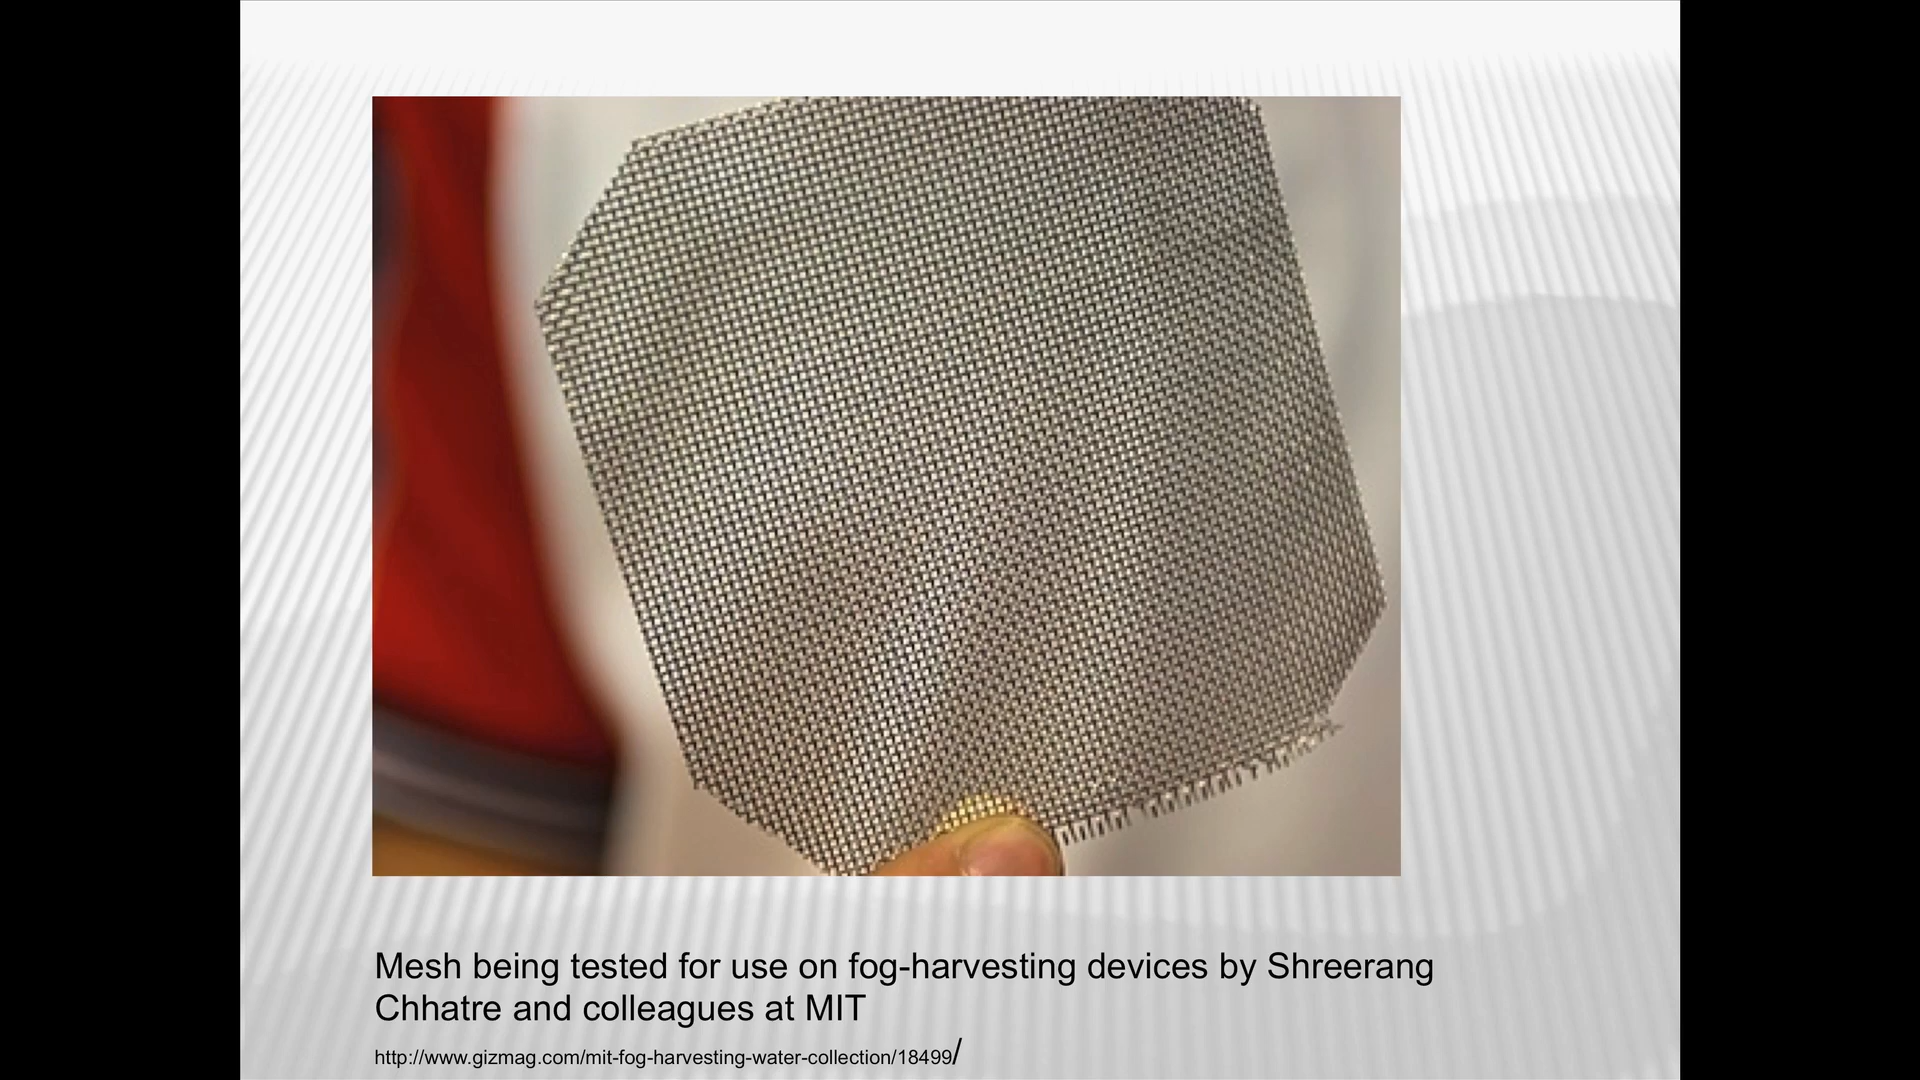 Mesh being tested for use on fog-harvesting devices by Shreerang
Chhatre and colleagues at MIT
http://www.gizmag.com/mit-fog-harvesting-water-collection/18499/